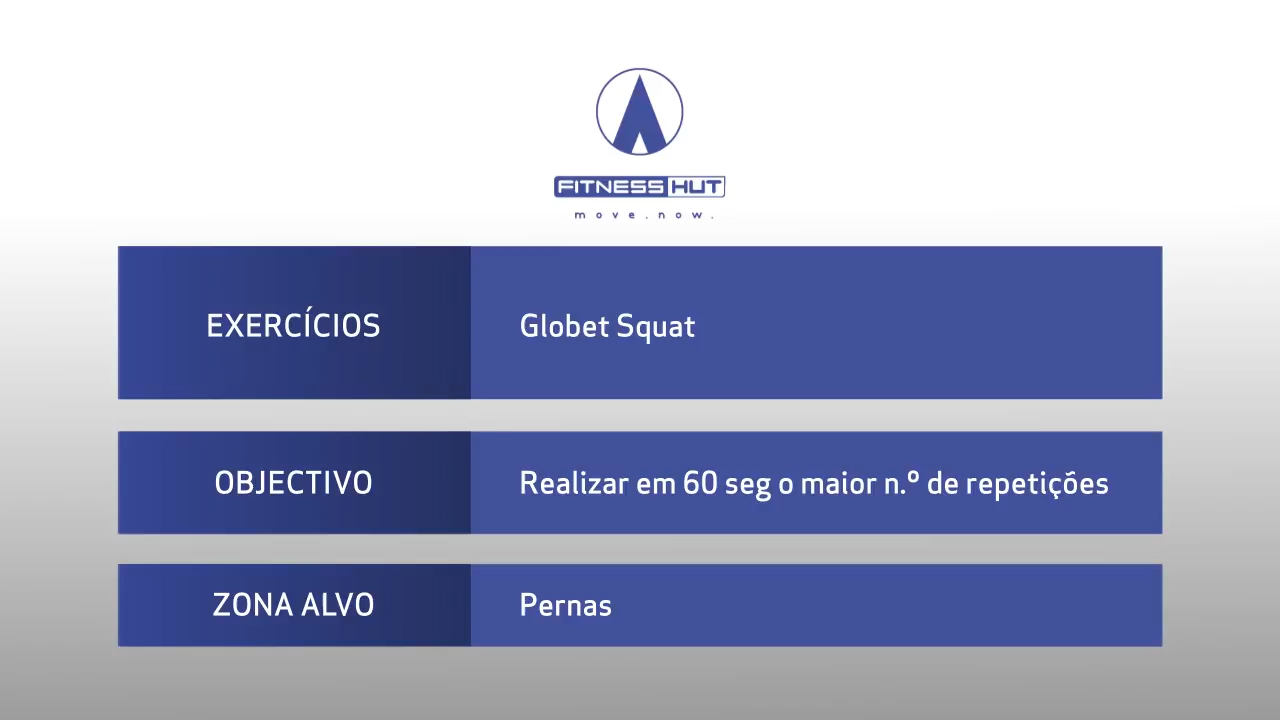 FITNESS HUT
move.now.
EXERCÍCIOS
Globet Squat
OBJECTIVO
Realizar em 60 seg o maior n.º de repetições
ZONA ALVO
Pernas